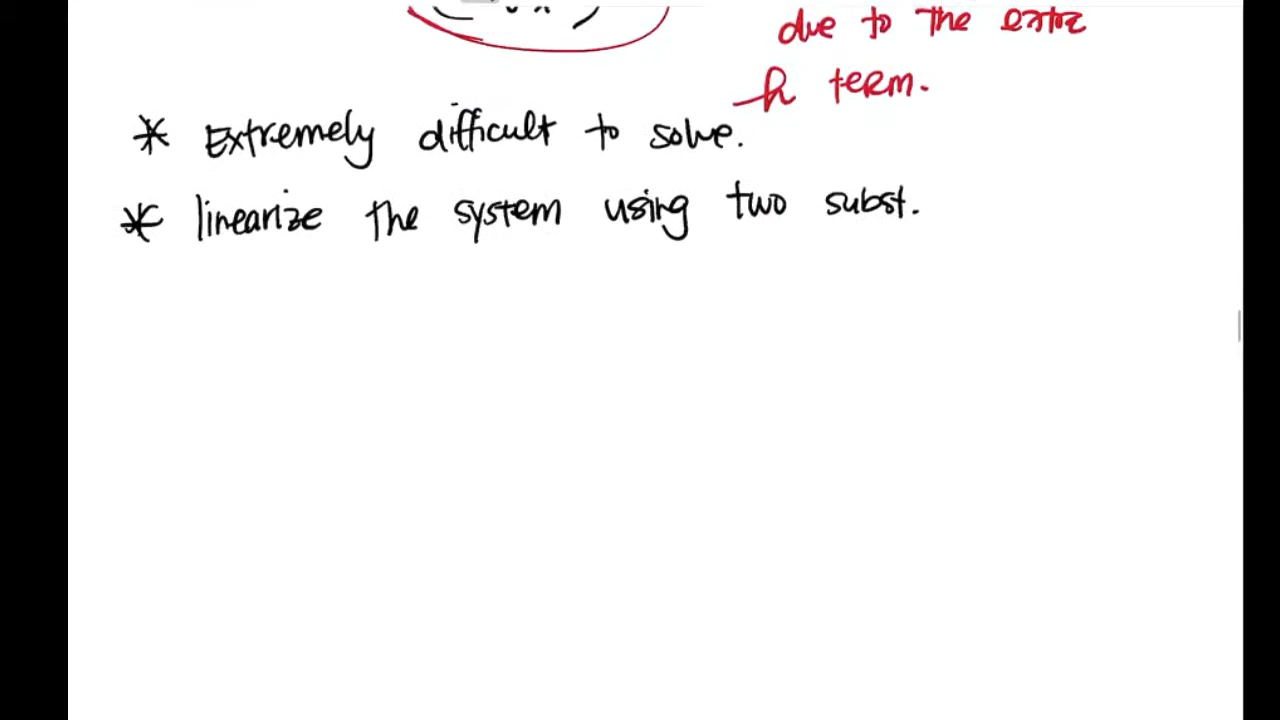 due to the extra
h term.
* Extremely difficult to solve.
* linearize the system using two subst.